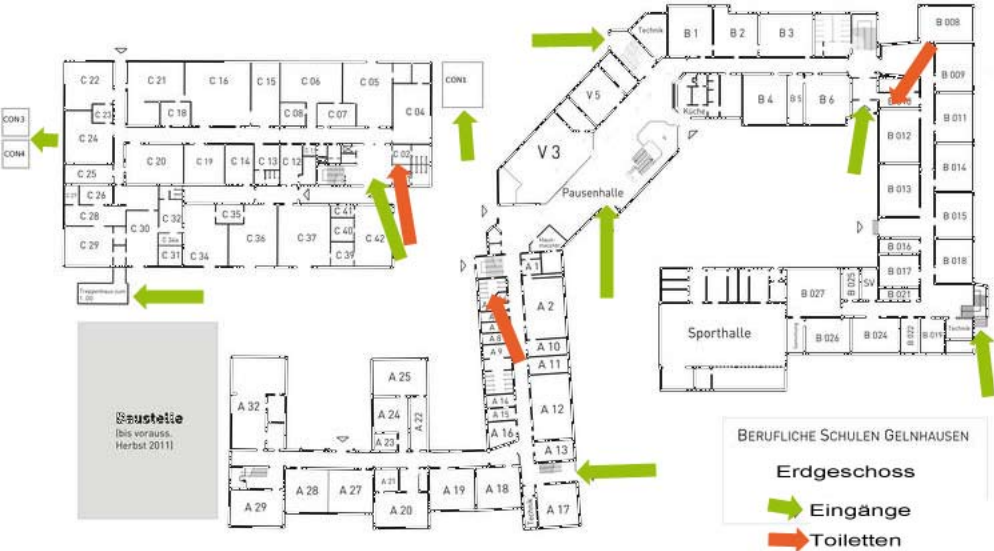 C 22
C 21
C 16
C 15
C 06
C 05
CON1
C 23
C 18
C 08
C 07
C 04
CON3
CON4
C 24
C 20
C 19
C 14
C 13
C 12
C 02
C 25
C 26
C 28
C 30
C 32
C 35
C 41
C 40
C 42
C 29
C 34a
C 31
C 34
C 36
C 37
C 39
Treppenhaus zum
1. OG
Technik
B 1
B 2
B 3
B 008
B 009
V 5
Küche
B 4
B 5
B 6
B 011
B 012
V 3
B 014
Pausenhalle
B 013
B 015
B 016
B 017
B 018
B 021
B 027
B 025
SV
Sporthalle
B 026
B 024
B 022
B 019
Technik
A 1
A 2
A 8
A 9
A 10
A 11
A 12
A 14
A 15
A 16
A 13
A 25
A 32
A 24
A 22
A 23
A 28
A 27
A 21
A 19
A 18
A 29
A 20
Technik
A 17
Baustelle
(bis vorauss.
Herbst 2011)
BERUFLICHE SCHULEN GELNHAUSEN
Erdgeschoss
Eingänge
Toiletten